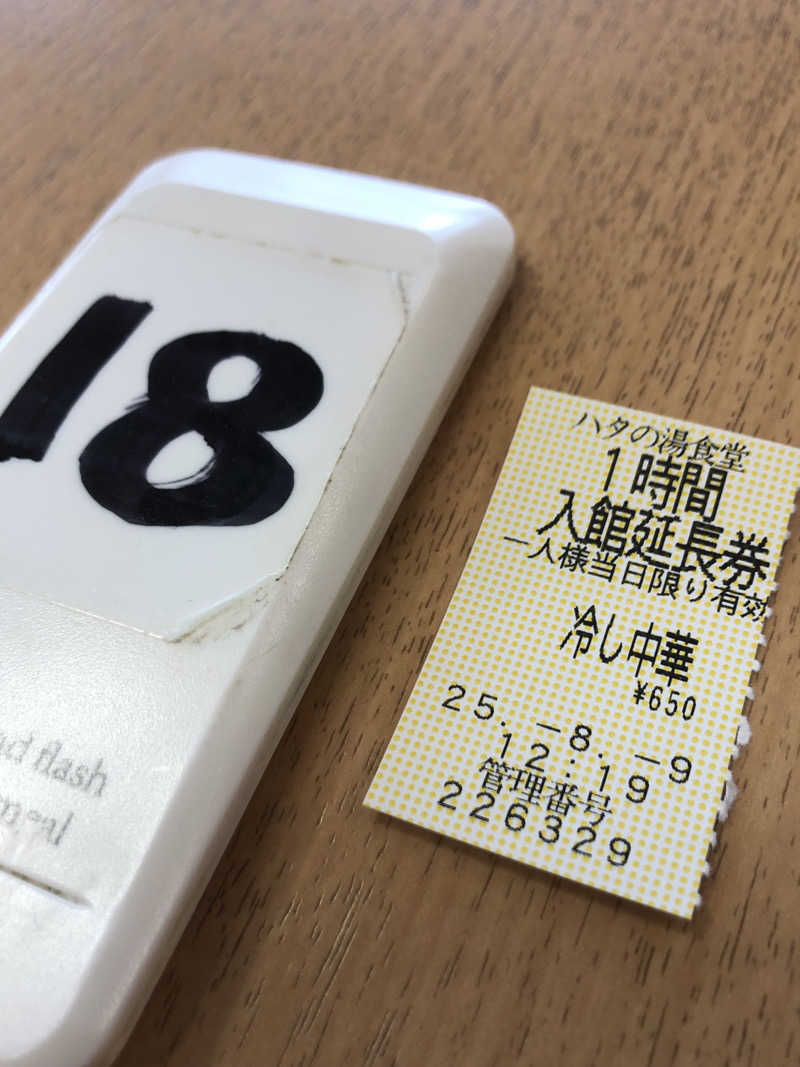 18
flash
ハタの湯食堂
1時間
入館延長券
一人様当日限り有効
冷し中華
¥650
25.-8.-9
12:19
管理番号
226329